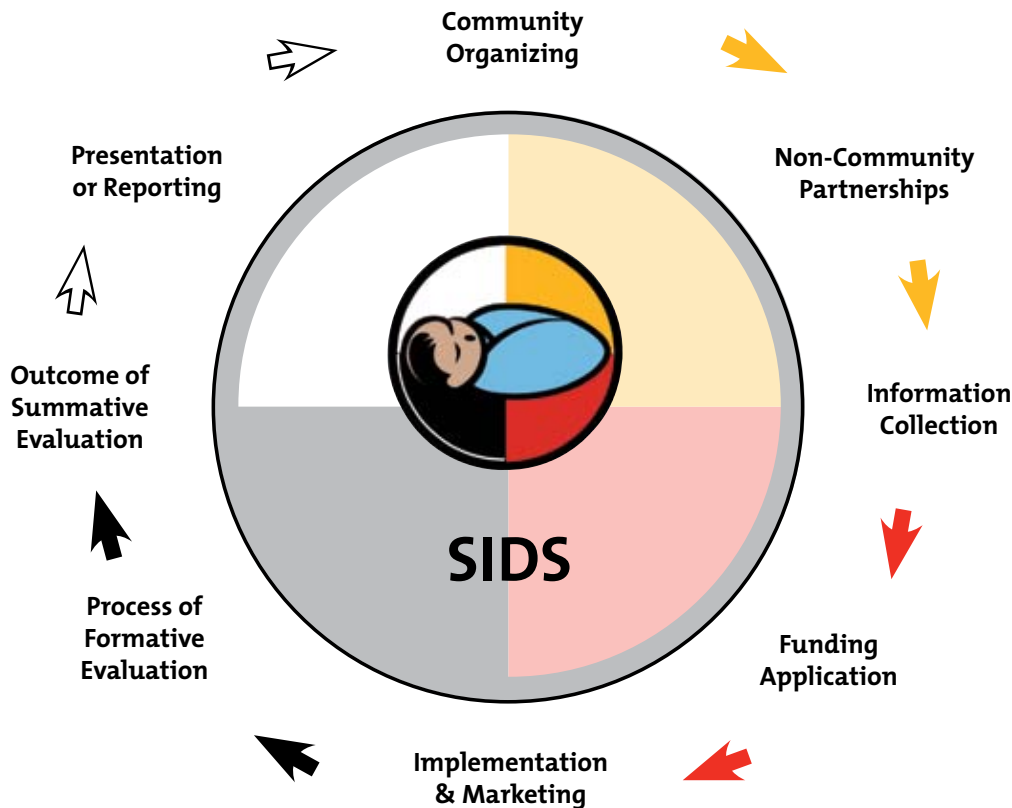 Community
Organizing
Non-Community
Partnerships
Information
Collection
Funding
Application
Implementation
& Marketing
Process of
Formative
Evaluation
Outcome of
Summative
Evaluation
Presentation
or Reporting
SIDS